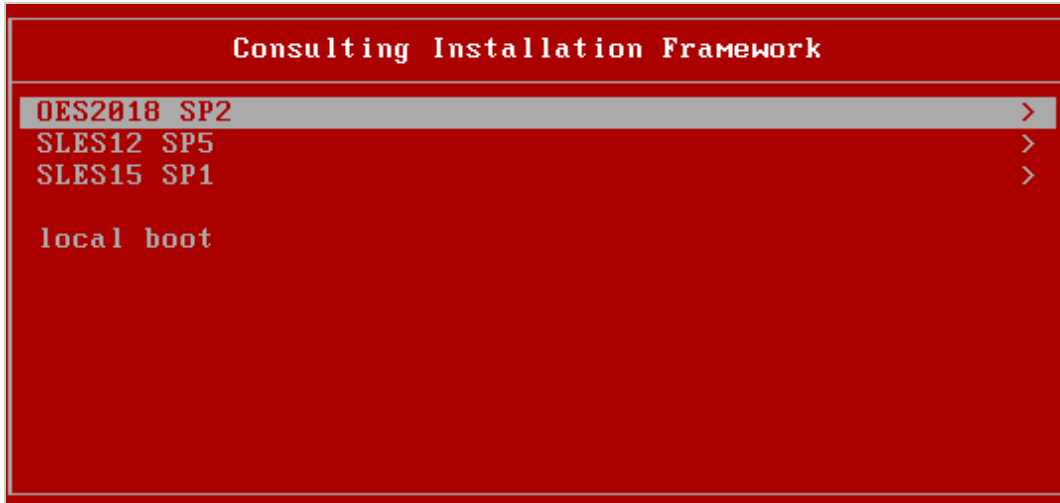 Consulting Installation Framework
OES2018 SP2 >
SLES12 SP5 >
SLES15 SP1 >
local boot